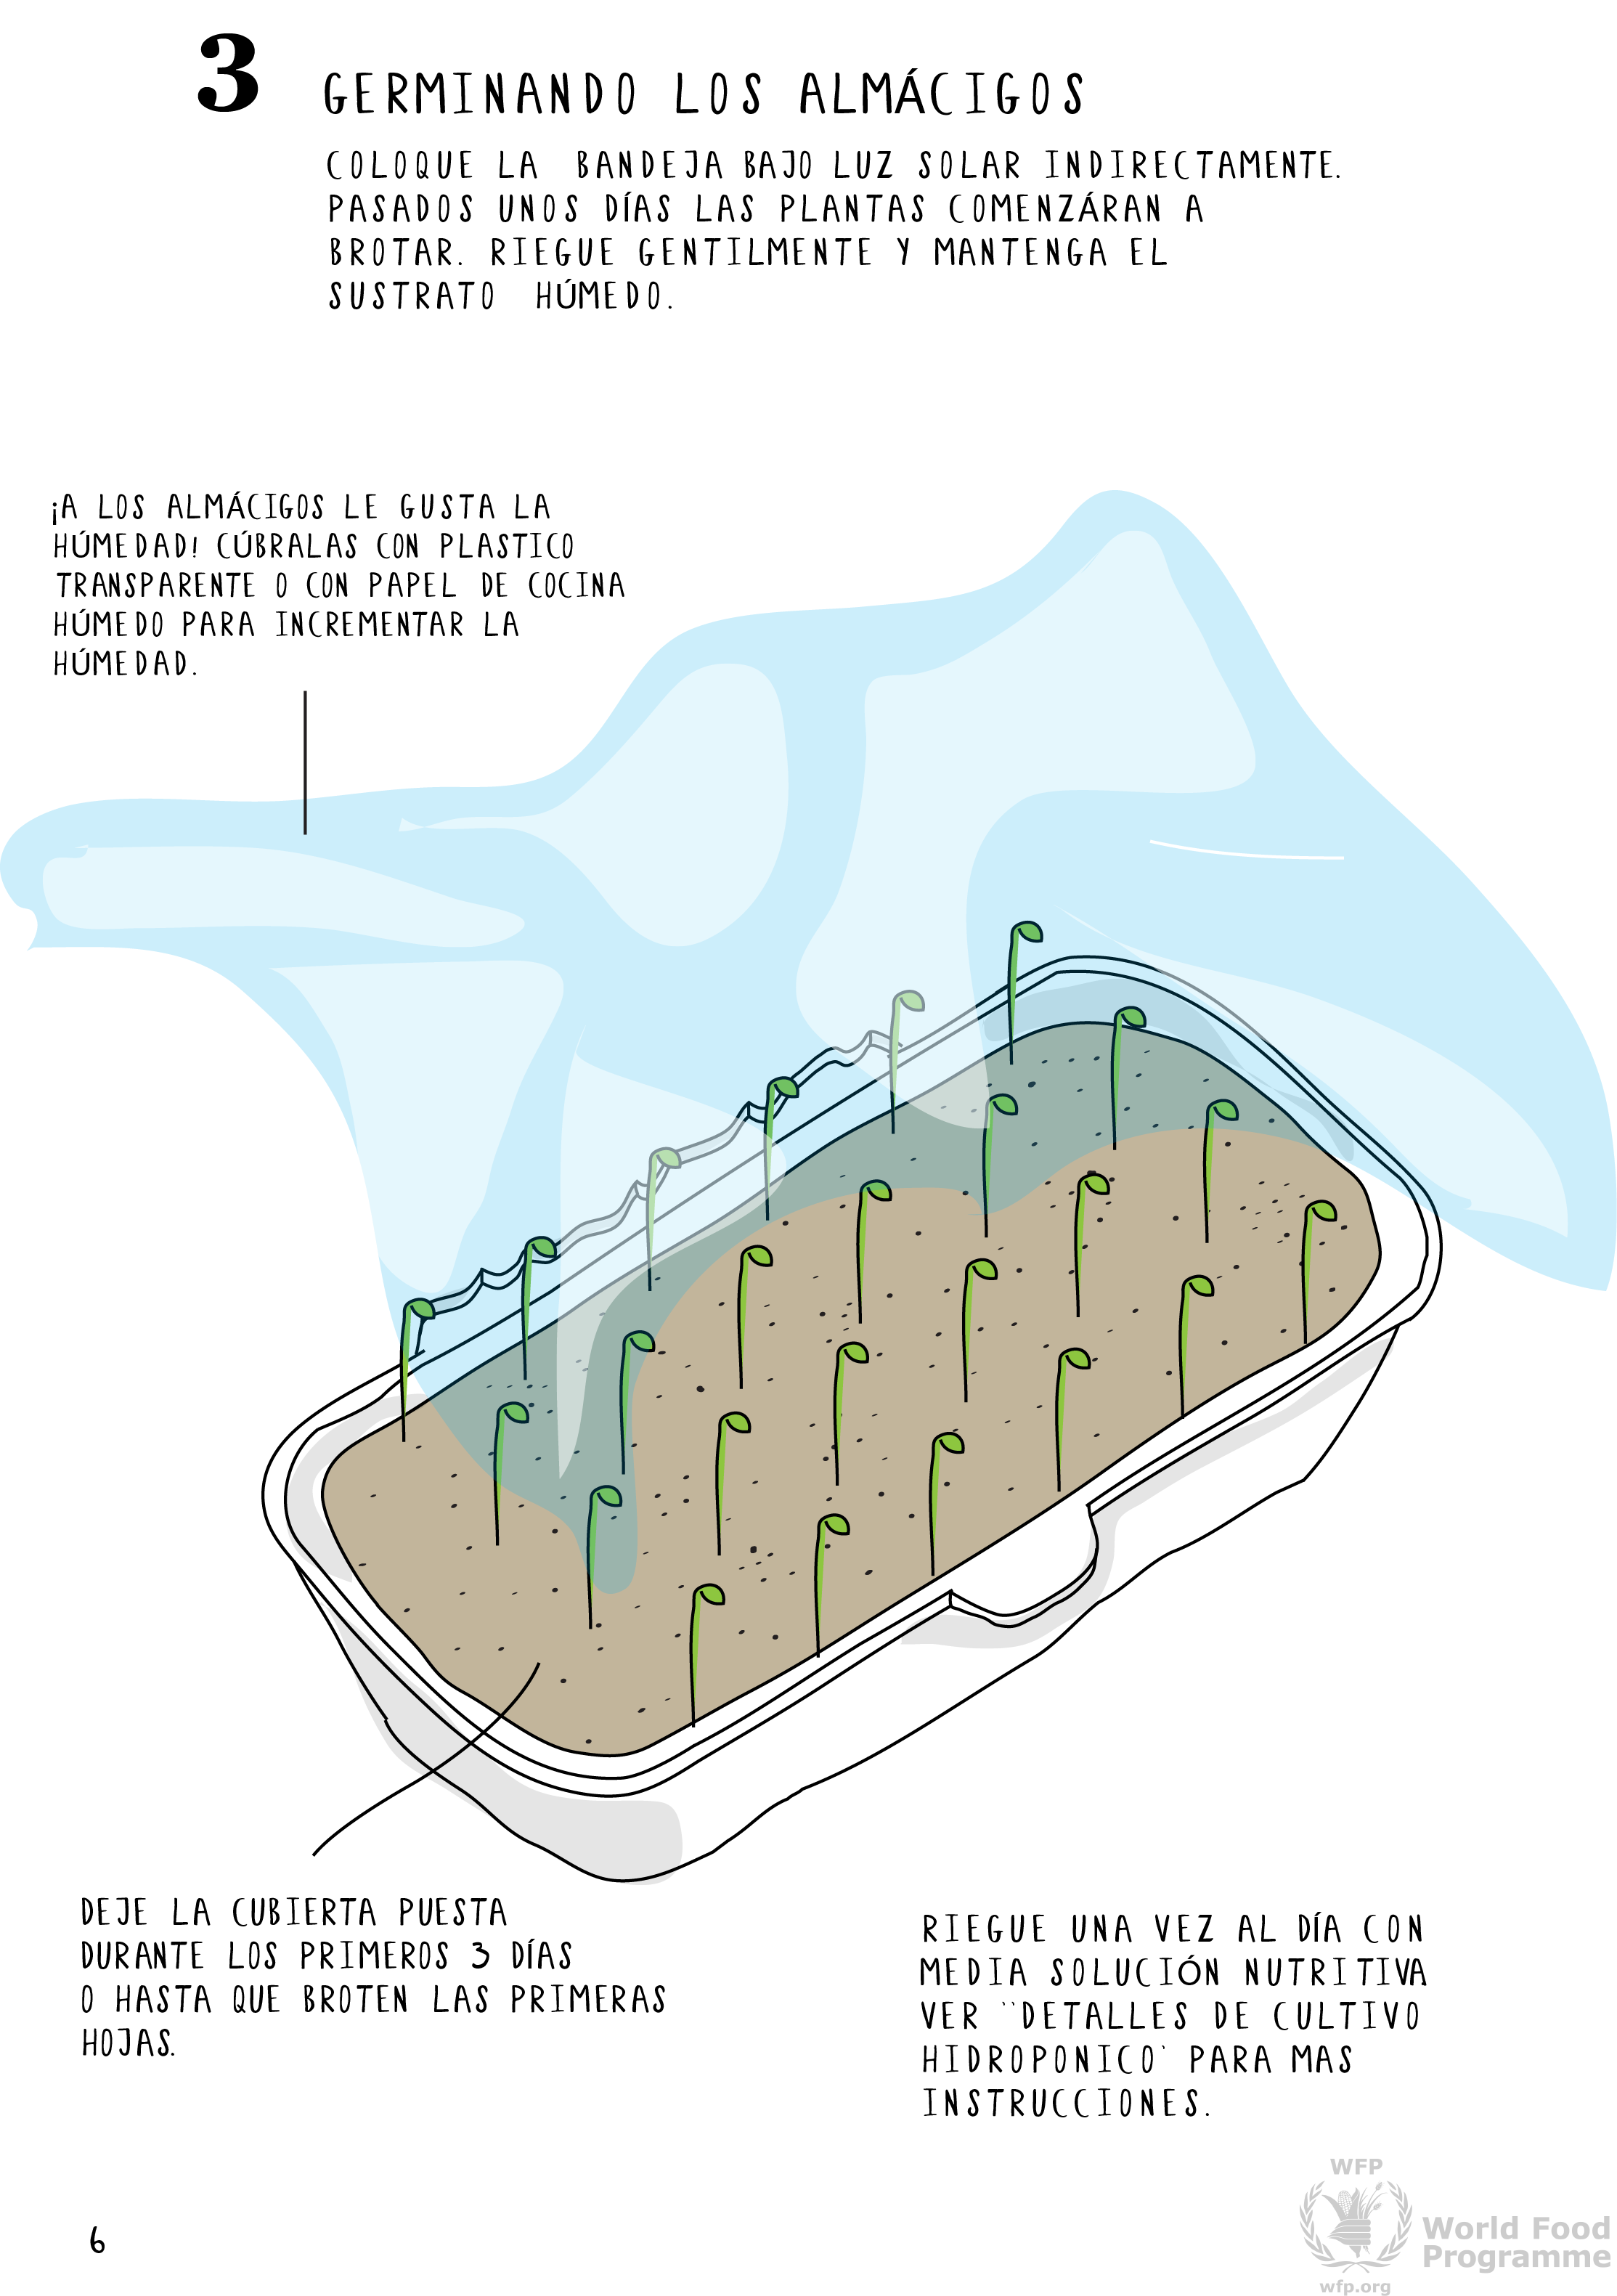 3 GERMINANDO LOS ALMÁCIGOS
COLOQUE LA BANDEJA BAJO LUZ SOLAR INDIRECTAMENTE.
PASADOS UNOS DÍAS LAS PLANTAS COMENZÁRAN A
BROTAR. RIEGUE GENTILMENTE Y MANTENGA EL
SUSTRATO HÚMEDO.
¡A LOS ALMÁCIGOS LE GUSTA LA
HÚMEDAD! CÚBRALAS CON PLASTICO
TRANSPARENTE O CON PAPEL DE COCINA
HÚMEDO PARA INCREMENTAR LA
HÚMEDAD.
DEJE LA CUBIERTA PUESTA
DURANTE LOS PRIMEROS 3 DÍAS
O HASTA QUE BROTEN LAS PRIMERAS
HOJAS.
RIEGUE UNA VEZ AL DÍA CON
MEDIA SOLUCIÓN NUTRITIVA
VER ``DETALLES DE CULTIVO
HIDROPONICO` PARA MAS
INSTRUCCIONES.
6
WFP
World Food
Programme
wfp.org